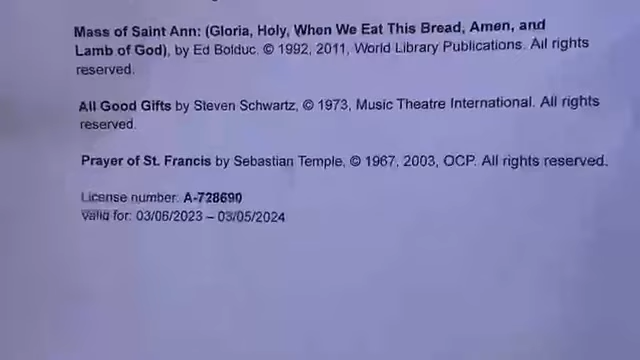 Mass of Saint Ann: (Gloria, Holy, When We Eat This Bread, Amen, and
Lamb of God), by Ed Bolduc. © 1992, 2011, World Library Publications. All rights
reserved.
All Good Gifts by Steven Schwartz, © 1973, Music Theatre International. All rights
reserved.
Prayer of St. Francis by Sebastian Temple, © 1967, 2003, OCP. All rights reserved.
License number: A-728690
Valid for: 03/06/2023 – 03/05/2024